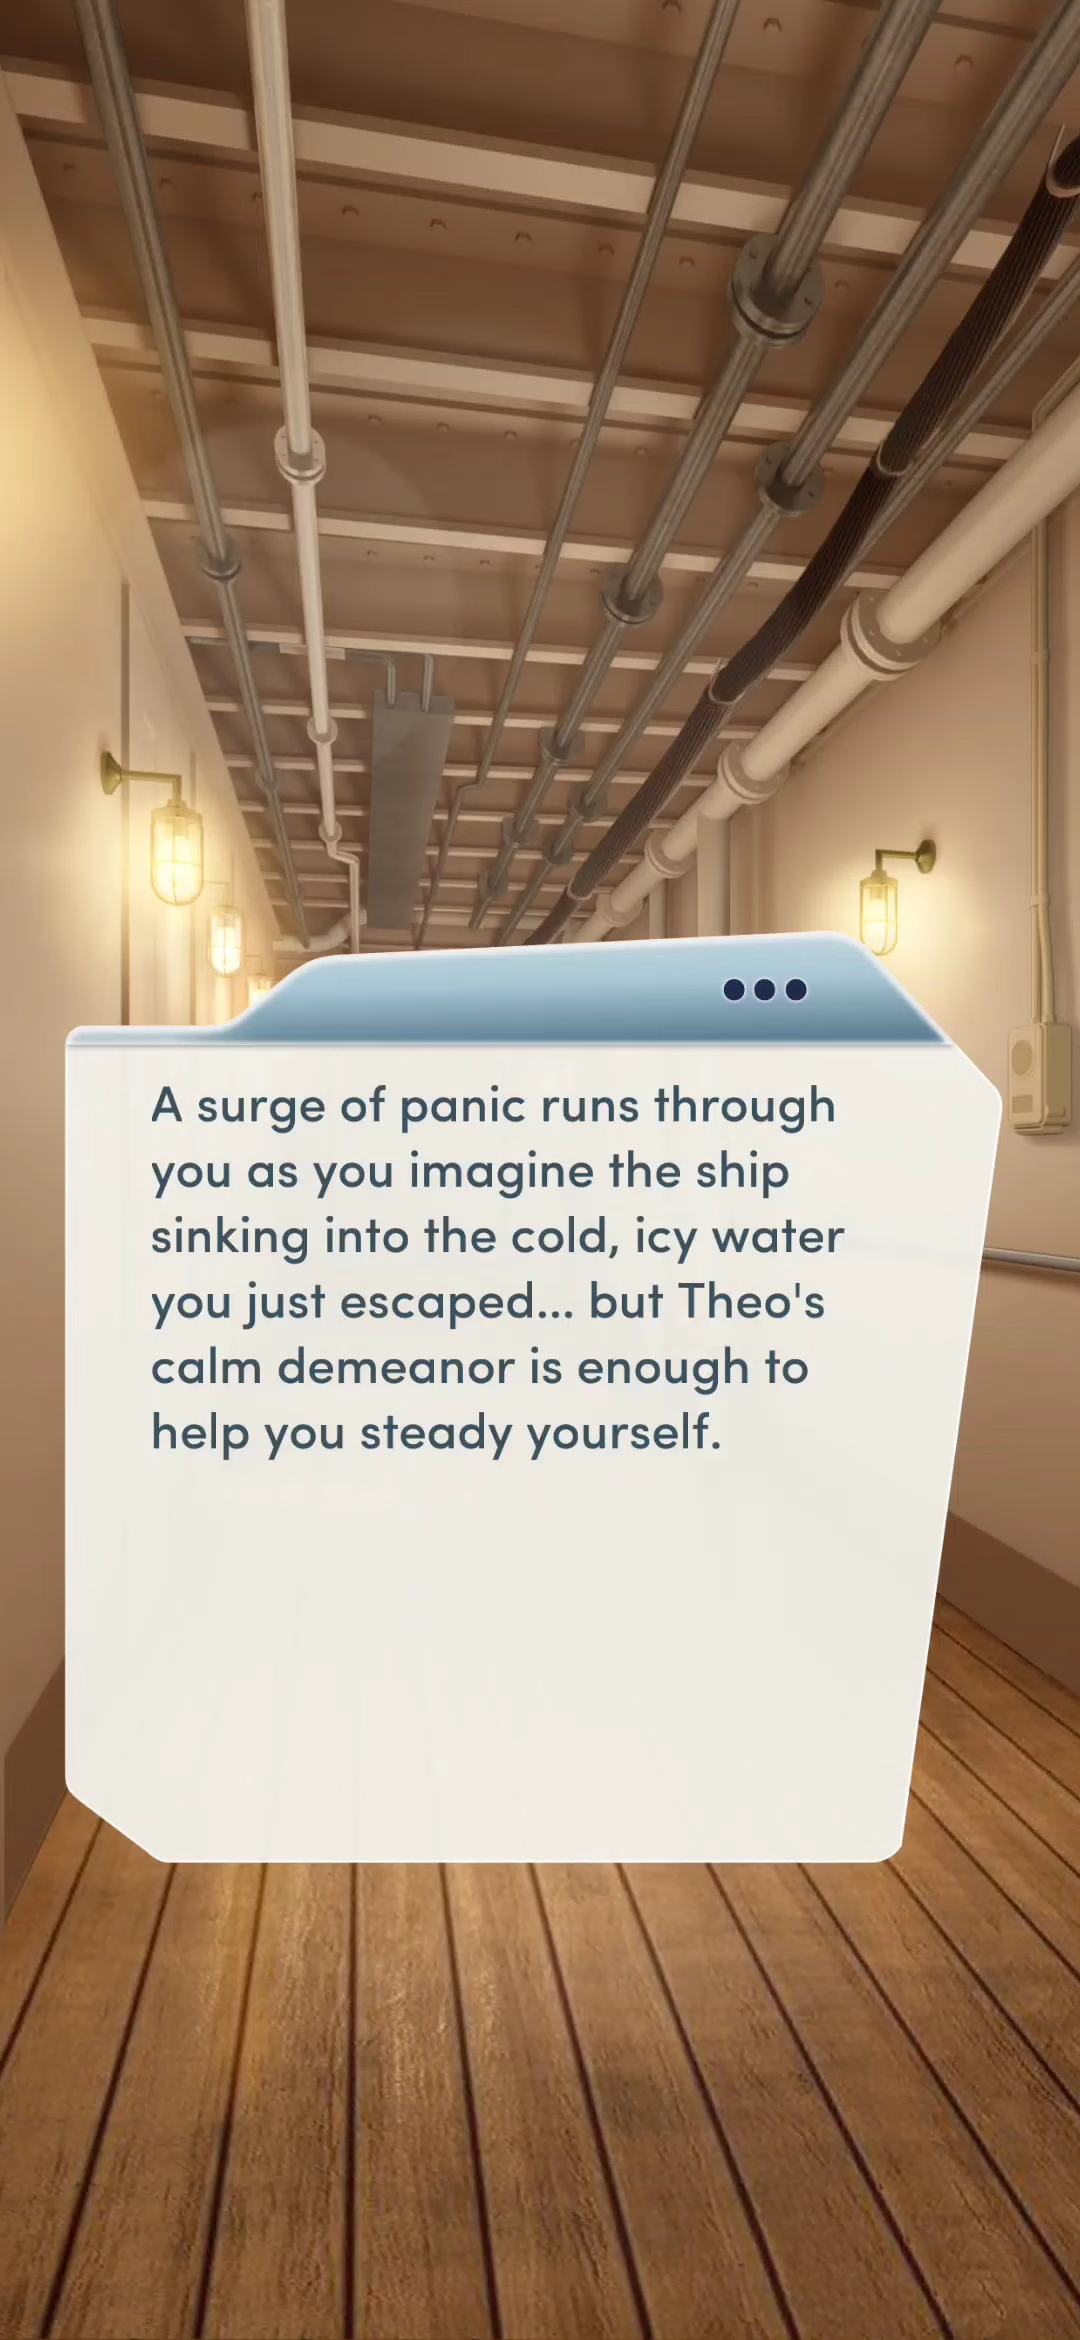 A surge of panic runs through
you as you imagine the ship
sinking into the cold, icy water
you just escaped... but Theo's
calm demeanor is enough to
help you steady yourself.